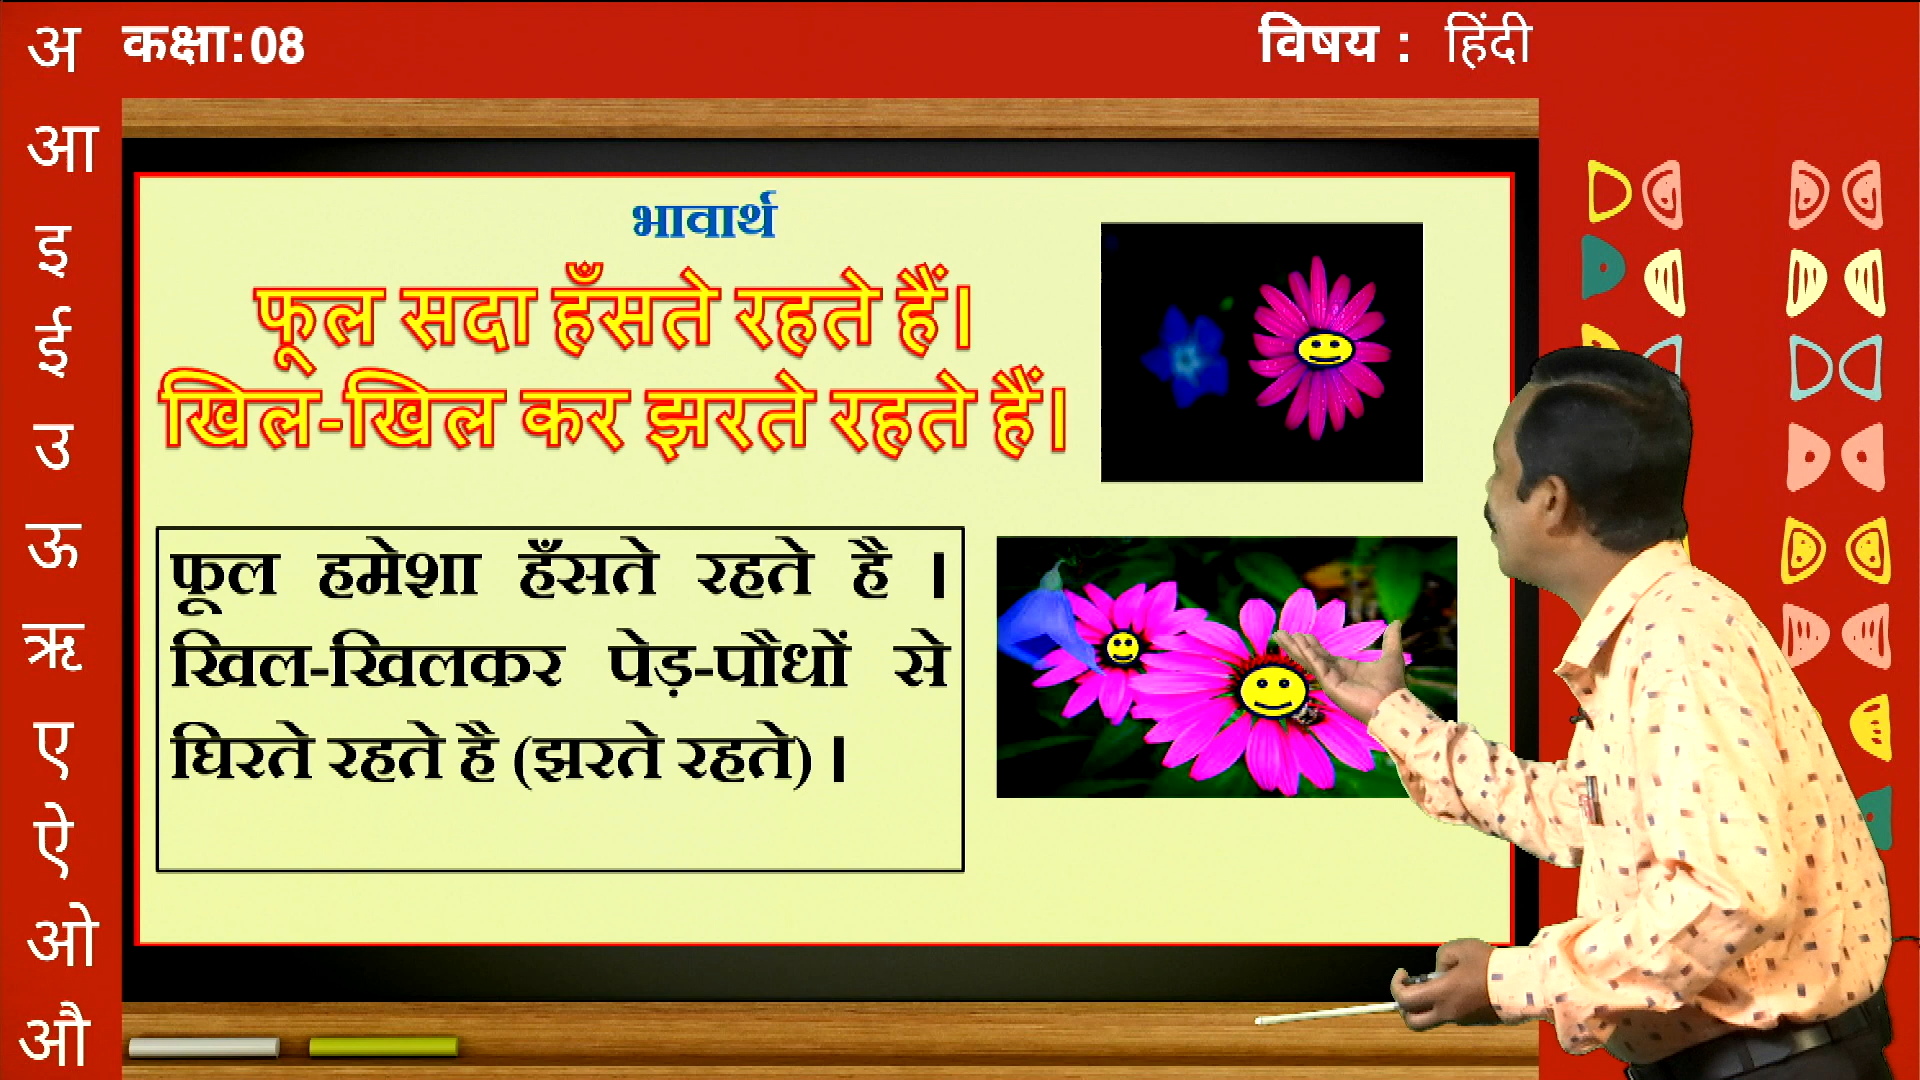 कक्षा:08
विषय : हिंदी
अ
आ
इ
ई
उ
ऊ
ऋ
ए
ऐ
ओ
औ
भावार्थ
फूल सदा हँसते रहते हैं।
खिल-खिल कर झरते रहते हैं।
फूल हमेशा हँसते रहते है ।
खिल-खिलकर पेड़-पौधों से
घिरते रहते है (झरते रहते) ।